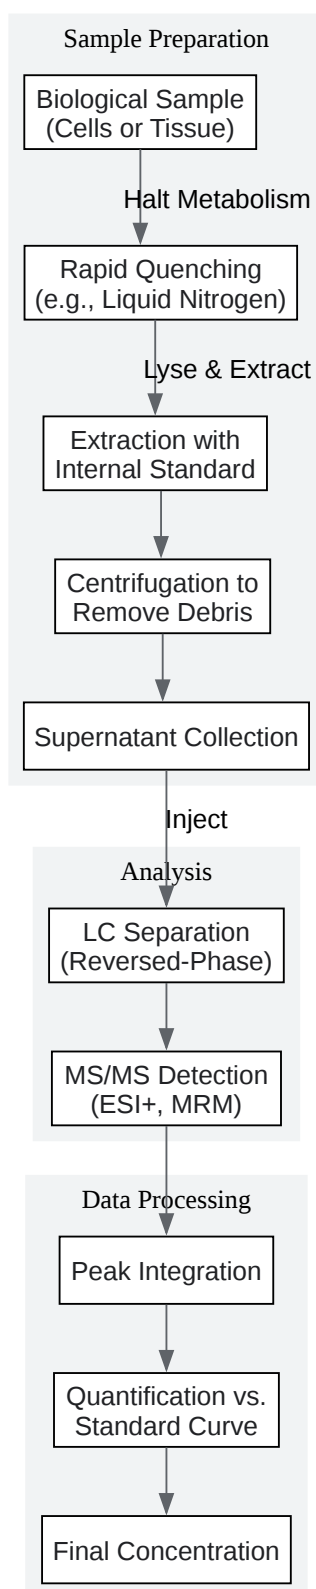 Sample Preparation
Biological Sample
(Cells or Tissue)
Halt Metabolism
Rapid Quenching
(e.g., Liquid Nitrogen)
Lyse & Extract
Extraction with
Internal Standard
Centrifugation to
Remove Debris
Supernatant Collection
Inject
Analysis
LC Separation
(Reversed-Phase)
MS/MS Detection
(ESI+, MRM)
Data Processing
Peak Integration
Quantification vs.
Standard Curve
Final Concentration